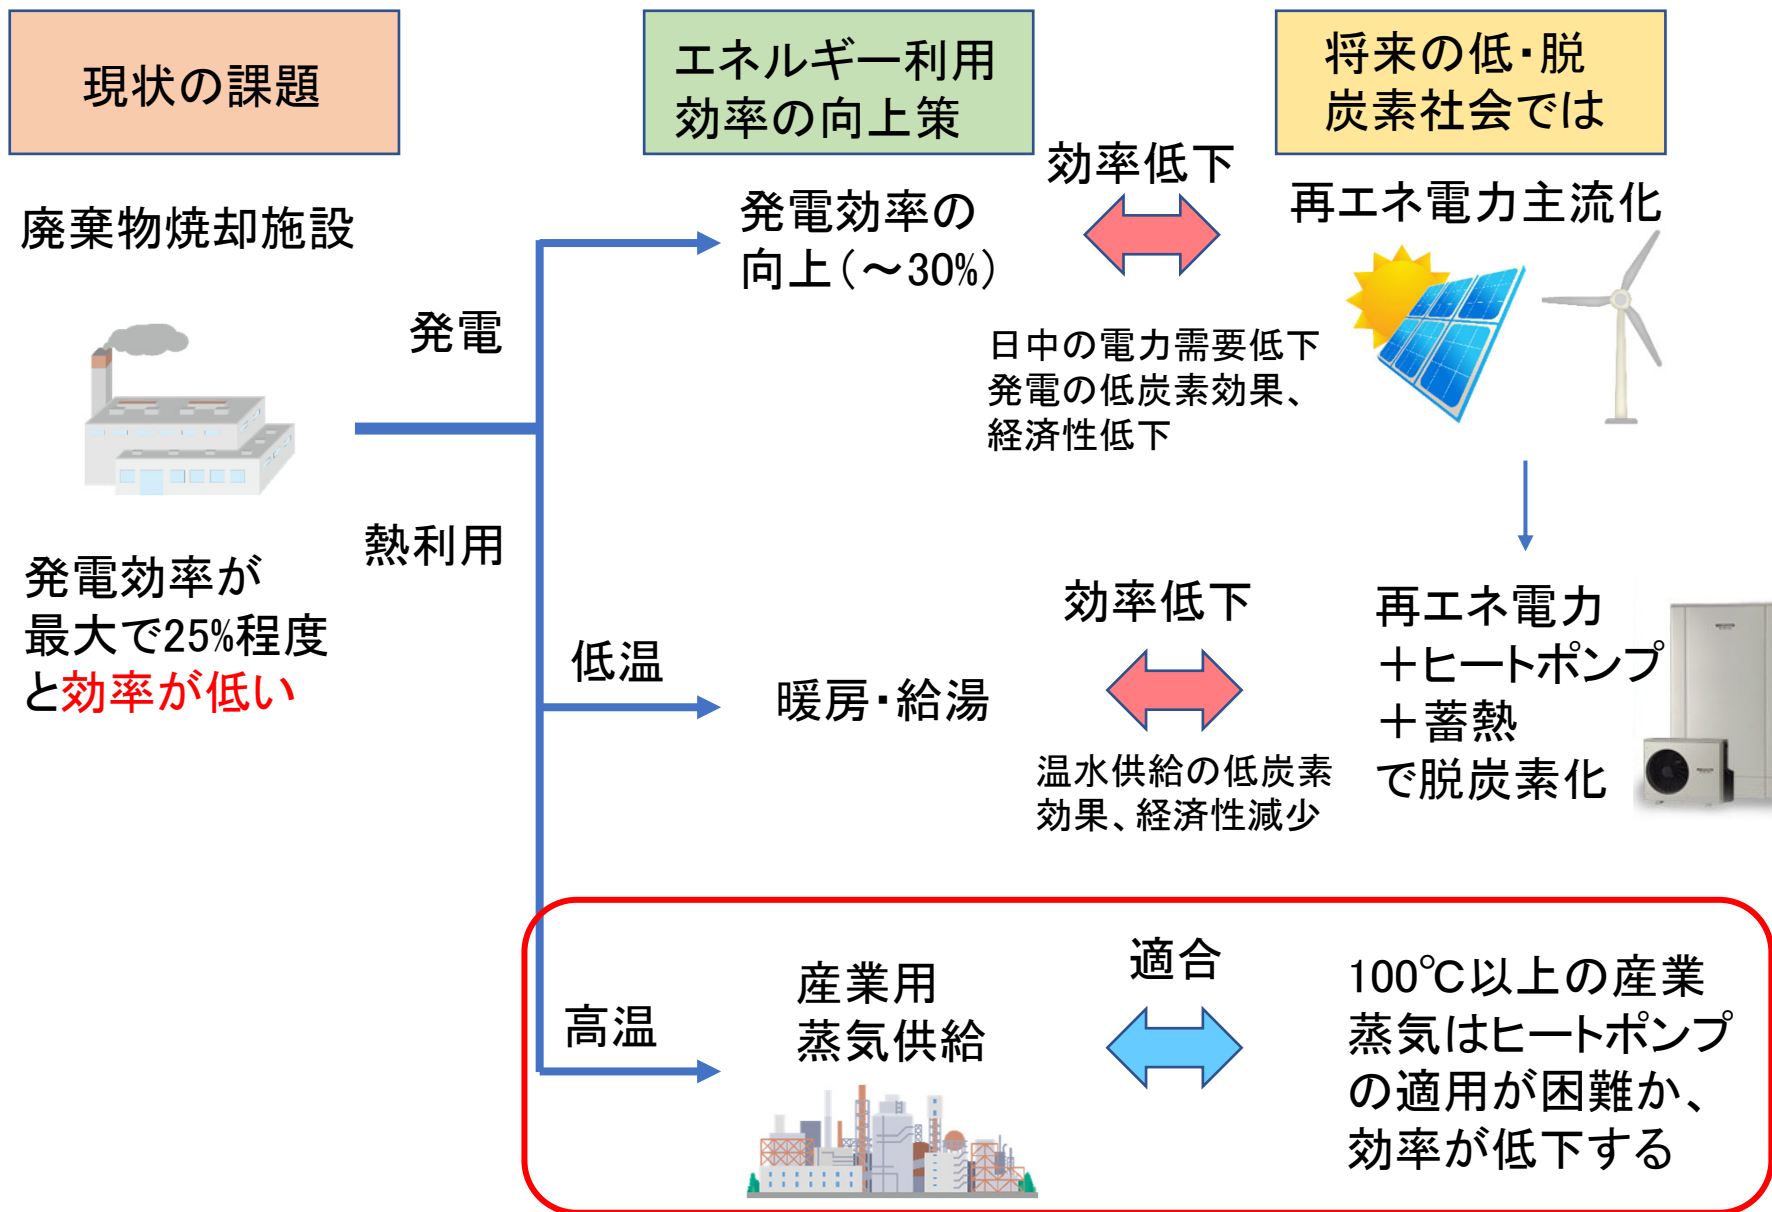 現状の課題
エネルギー利用
効率の向上策
将来の低・脱
炭素社会では
廃棄物焼却施設
発電効率が
最大で25%程度
と効率が低い
発電
熱利用
低温
高温
発電効率の
向上(～30%)
効率低下
再エネ電力主流化
日中の電力需要低下
発電の低炭素効果、
経済性低下
暖房・給湯
効率低下
温水供給の低炭素
効果、経済性減少
再エネ電力
＋ヒートポンプ
＋蓄熱
で脱炭素化
産業用
蒸気供給
適合
100℃以上の産業
蒸気はヒートポンプ
の適用が困難か、
効率が低下する